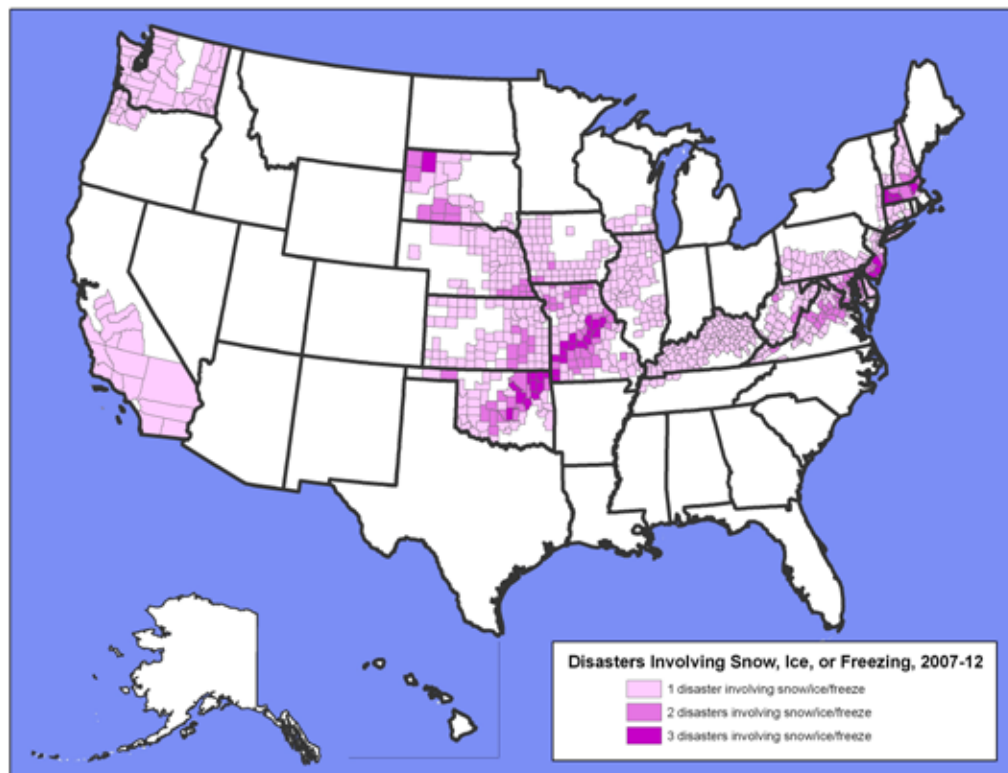 Disasters Involving Snow, Ice, or Freezing, 2007-12
1 disaster involving snow/ice/freeze
2 disasters involving snow/ice/freeze
3 disasters involving snow/ice/freeze